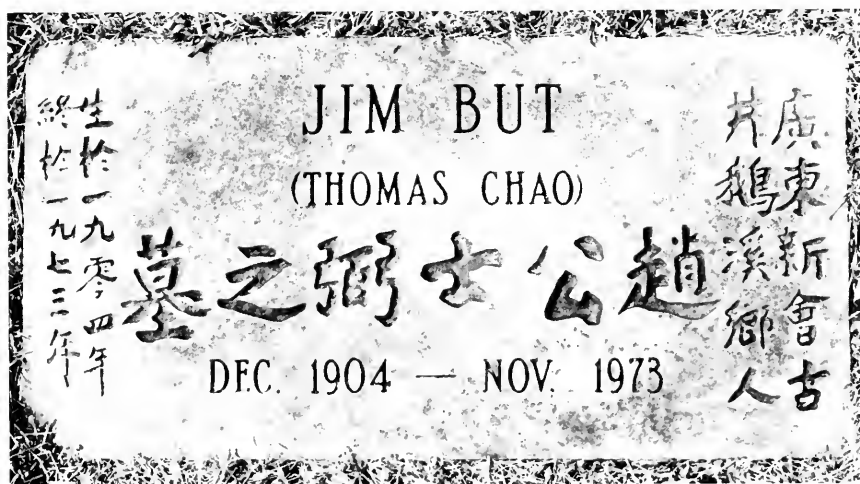 JIM BUT
(THOMAS CHAO)
趙公士弼之墓
DEC. 1904 — NOV. 1973
廣東新會古
井鵝溪鄉人
生於一九零四年
終於一九七三年